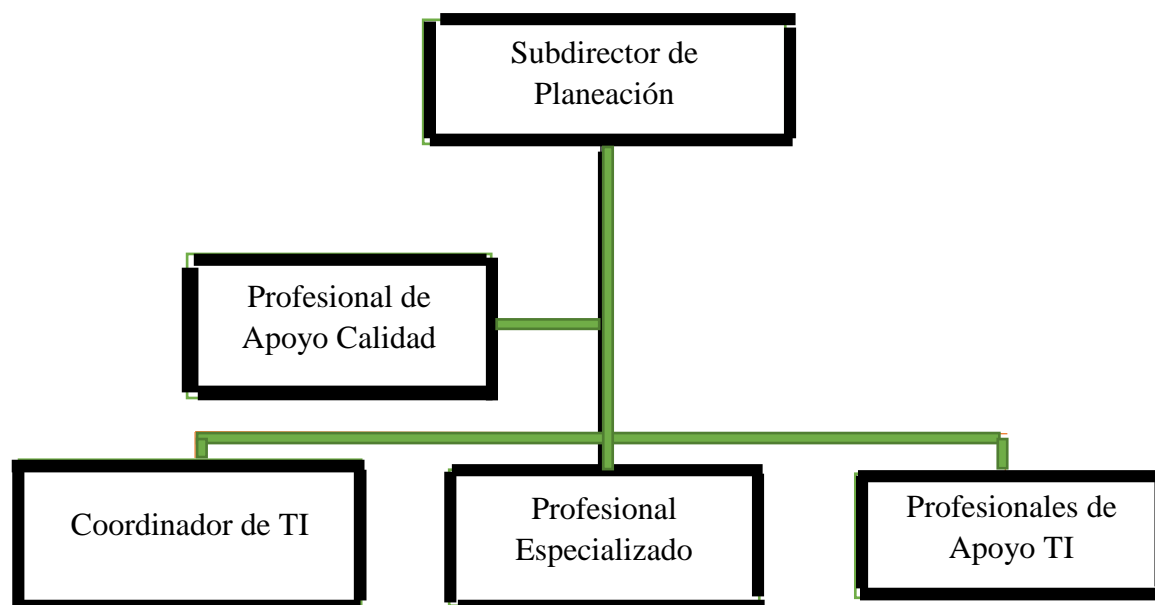 Subdirector de
Planeación
Profesional de
Apoyo Calidad
Coordinador de TI
Profesional
Especializado
Profesionales de
Apoyo TI